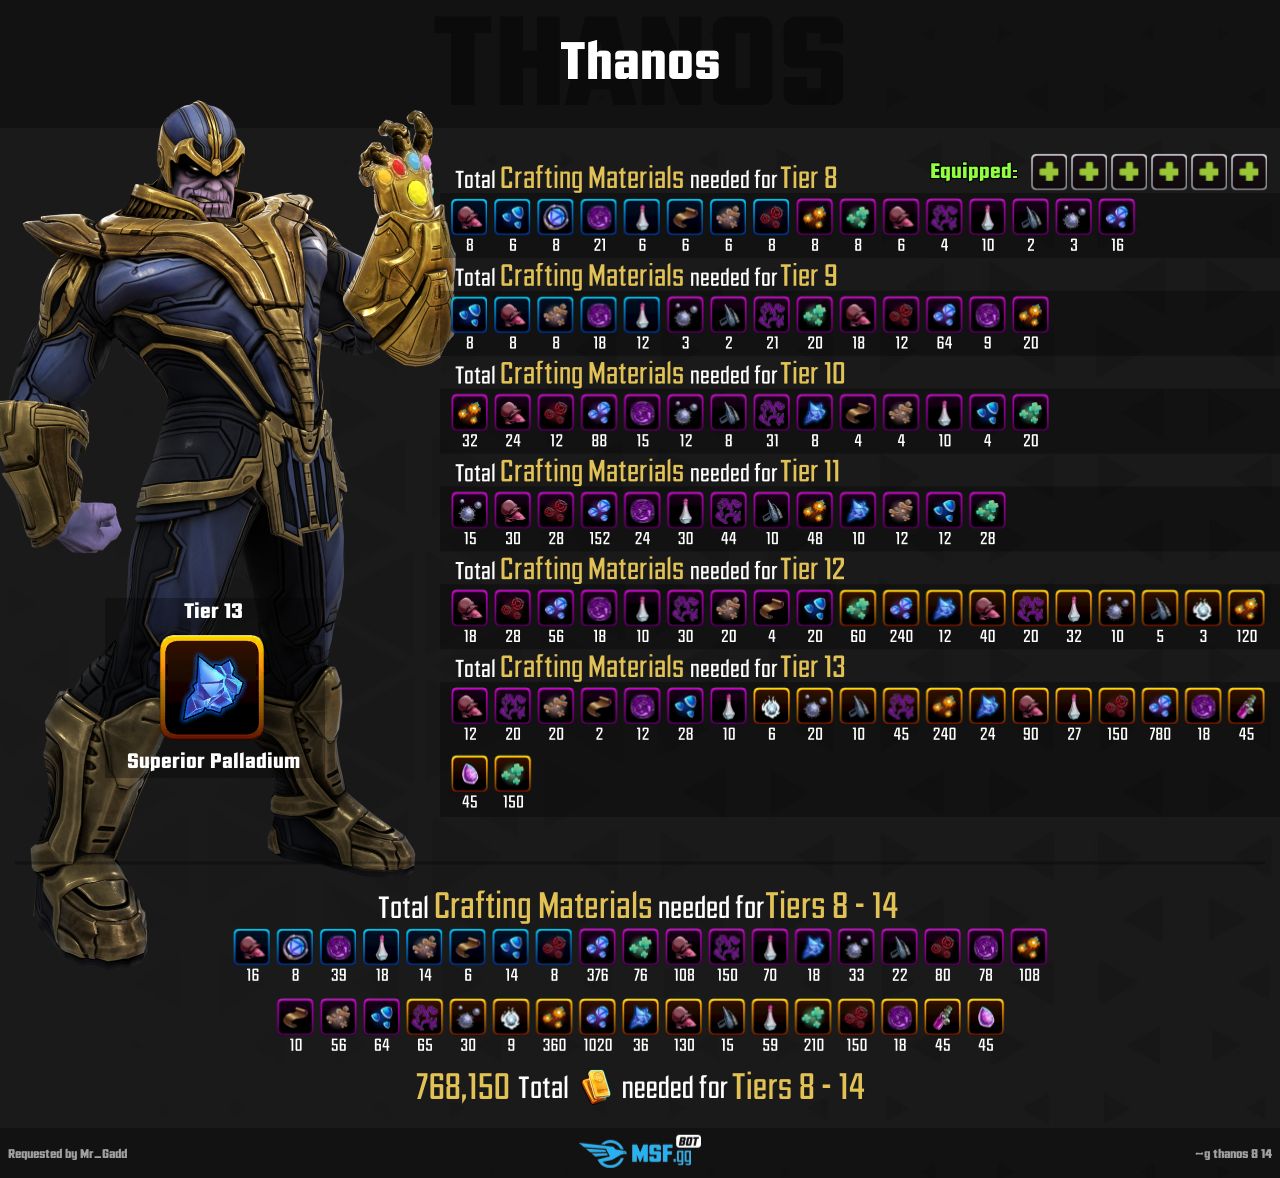 THANOS
Thanos
Equipped:
Total Crafting Materials needed for Tier 8
8 6 8 21 6 6 6 8 8 8 6 4 10 2 3 16
Total Crafting Materials needed for Tier 9
8 8 8 18 12 3 2 21 20 18 12 64 9 20
Total Crafting Materials needed for Tier 10
32 24 12 88 15 12 8 31 8 4 4 10 4 20
Total Crafting Materials needed for Tier 11
15 30 28 152 24 30 44 10 48 10 12 12 28
Total Crafting Materials needed for Tier 12
18 28 56 18 10 30 20 4 20 60 240 12 40 20 32 10 5 3 120
Tier 13
Superior Palladium
Total Crafting Materials needed for Tier 13
12 20 20 2 12 28 10 6 20 10 45 240 24 90 27 150 780 18 45
45 150
Total Crafting Materials needed for Tiers 8 - 14
16 8 39 18 14 6 14 8 376 76 108 150 70 18 33 22 80 78 108
10 56 64 65 30 9 360 1020 36 130 15 59 210 150 18 45 45
768,150 Total needed for Tiers 8 - 14
Requested by Mr_Gadd
MSF.gg BOT
~g thanos 8 14